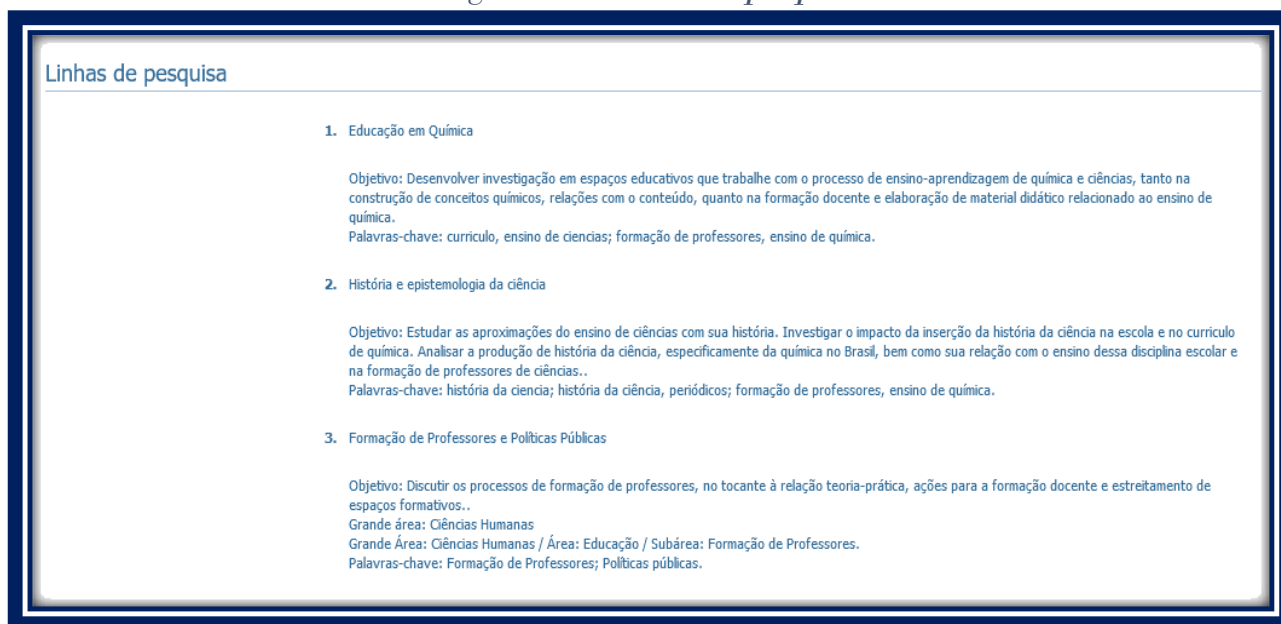 Linhas de pesquisa
1. Educação em Química
Objetivo: Desenvolver investigação em espaços educativos que trabalhe com o processo de ensino-aprendizagem de química e ciências, tanto na
construção de conceitos químicos, relações com o conteúdo, quanto na formação docente e elaboração de material didático relacionado ao ensino de
química.
Palavras-chave: curriculo, ensino de ciencias; formação de professores, ensino de química.
2. História e epistemologia da ciência
Objetivo: Estudar as aproximações do ensino de ciências com sua história. Investigar o impacto da inserção da história da ciência na escola e no curriculo
de química. Analisar a produção de história da ciência, especificamente da química no Brasil, bem como sua relação com o ensino dessa disciplina escolar e
na formação de professores de ciências..
Palavras-chave: história da ciencia; história da ciência, periódicos; formação de professores, ensino de química.
3. Formação de Professores e Políticas Públicas
Objetivo: Discutir os processos de formação de professores, no tocante à relação teoria-prática, ações para a formação docente e estreitamento de
espaços formativos..
Grande área: Ciências Humanas
Grande Área: Ciências Humanas / Área: Educação / Subárea: Formação de Professores.
Palavras-chave: Formação de Professores; Políticas públicas.